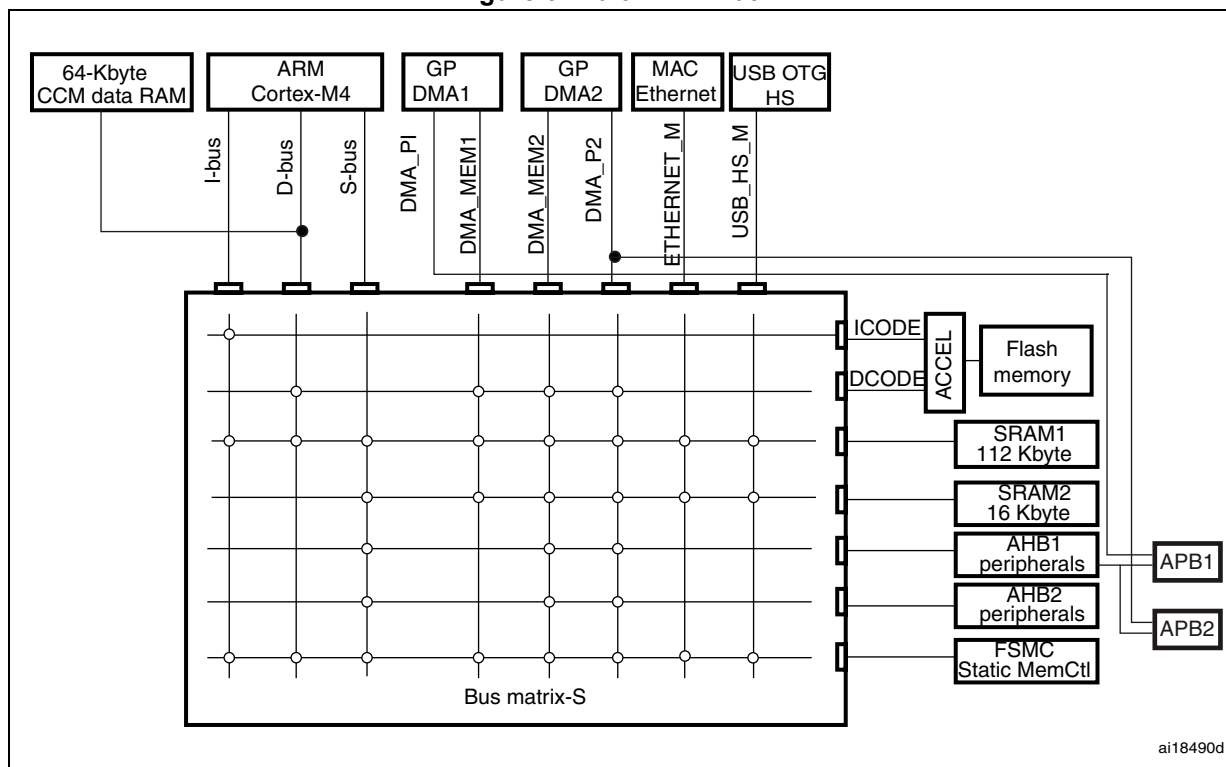 64-Kbyte
CCM data RAM
ARM
Cortex-M4
GP
DMA1
GP
DMA2
MAC
Ethernet
USB OTG
HS
I-bus
D-bus
S-bus
DMA_PI
DMA_MEM1
DMA_MEM2
DMA_P2
ETHERNET_M
USB_HS_M
ICODE
DCODE
ACCEL
Flash
memory
SRAM1
112 Kbyte
SRAM2
16 Kbyte
AHB1
peripherals
AHB2
peripherals
FSMC
Static MemCtl
APB1
APB2
Bus matrix-S
ai18490d